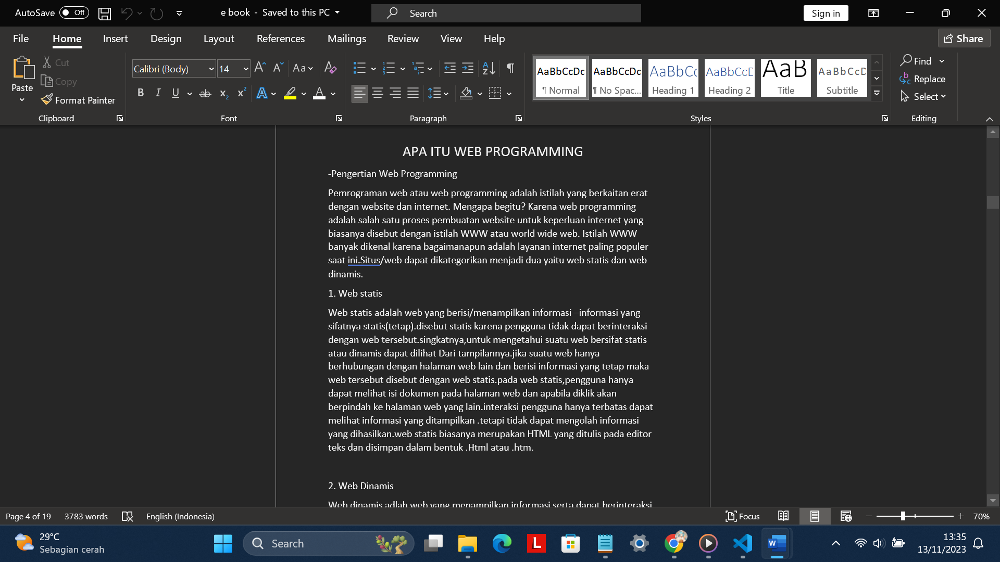 AutoSave Off e book - Saved to this PC Search Sign in
File Home Insert Design Layout References Mailings Review View Help Share
Paste Cut Copy Format Painter
Clipboard
Calibri (Body) 14
Font
Paragraph
AaBbCcDc ¶ Normal
AaBbCcDc ¶ No Spac...
AaBbCc Heading 1
AaBbCcD Heading 2
AaB Title
AaBbCcD Subtitle
Styles
Find
Replace
Select
Editing
APA ITU WEB PROGRAMMING
-Pengertian Web Programming
Pemrograman web atau web programming adalah istilah yang berkaitan erat
dengan website dan internet. Mengapa begitu? Karena web programming
adalah salah satu proses pembuatan website untuk keperluan internet yang
biasanya disebut dengan istilah WWW atau world wide web. Istilah WWW
banyak dikenal karena bagaimanapun adalah layanan internet paling populer
saat ini.Situs/web dapat dikategorikan menjadi dua yaitu web statis dan web
dinamis.
1. Web statis
Web statis adalah web yang berisi/menampilkan informasi –informasi yang
sifatnya statis(tetap).disebut statis karena pengguna tidak dapat berinteraksi
dengan web tersebut.singkatnya,untuk mengetahui suatu web bersifat statis
atau dinamis dapat dilihat Dari tampilannya.jika suatu web hanya
berhubungan dengan halaman web lain dan berisi informasi yang tetap maka
web tersebut disebut dengan web statis.pada web statis,pengguna hanya
dapat melihat isi dokumen pada halaman web dan apabila diklik akan
berpindah ke halaman web yang lain.interaksi pengguna hanya terbatas dapat
melihat informasi yang ditampilkan .tetapi tidak dapat mengolah informasi
yang dihasilkan.web statis biasanya merupakan HTML yang ditulis pada editor
teks dan disimpan dalam bentuk .Html atau .htm.
2. Web Dinamis
Web dinamis adlah web yang menampilkan informasi serta dapat berinteraksi
Page 4 of 19 3783 words English (Indonesia) Focus 70%
29°C
Sebagian cerah
Search
13:35
13/11/2023